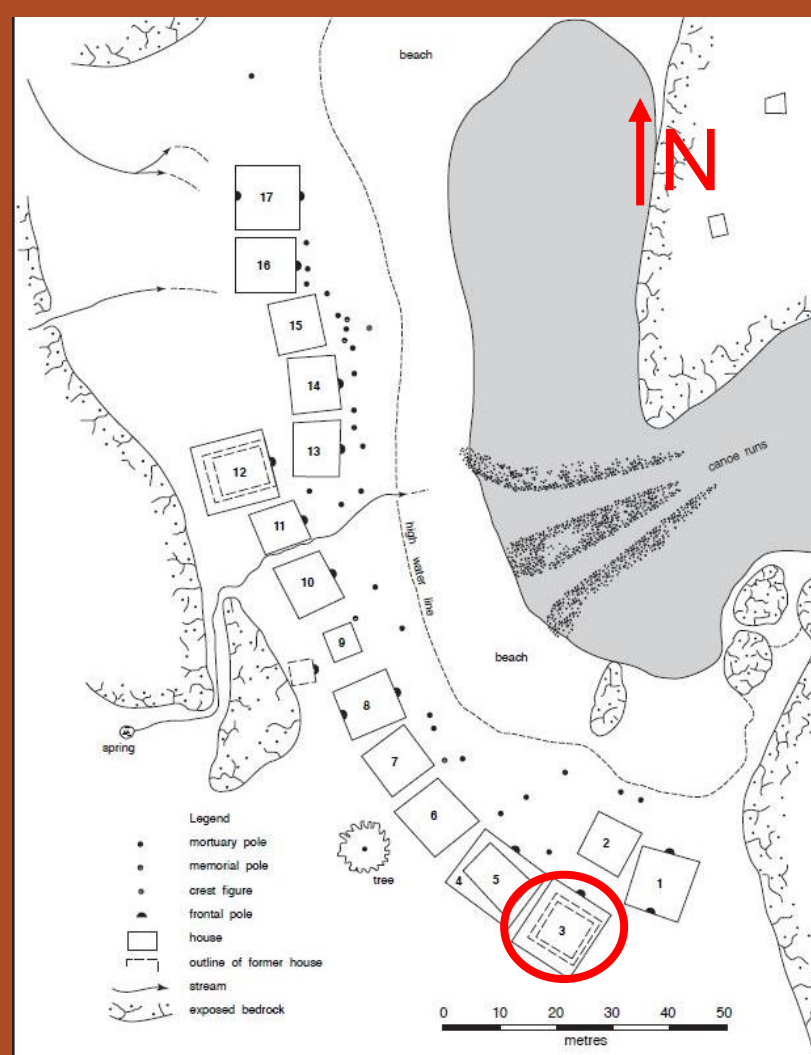 beach
N
17
16
15
14
13
12
11
10
9
8
7
6
5
4
3
2
1
canoe runs
high water line
beach
spring
tree
Legend
mortuary pole
memorial pole
crest figure
frontal pole
house
outline of former house
stream
exposed bedrock
0 10 20 30 40 50
metres